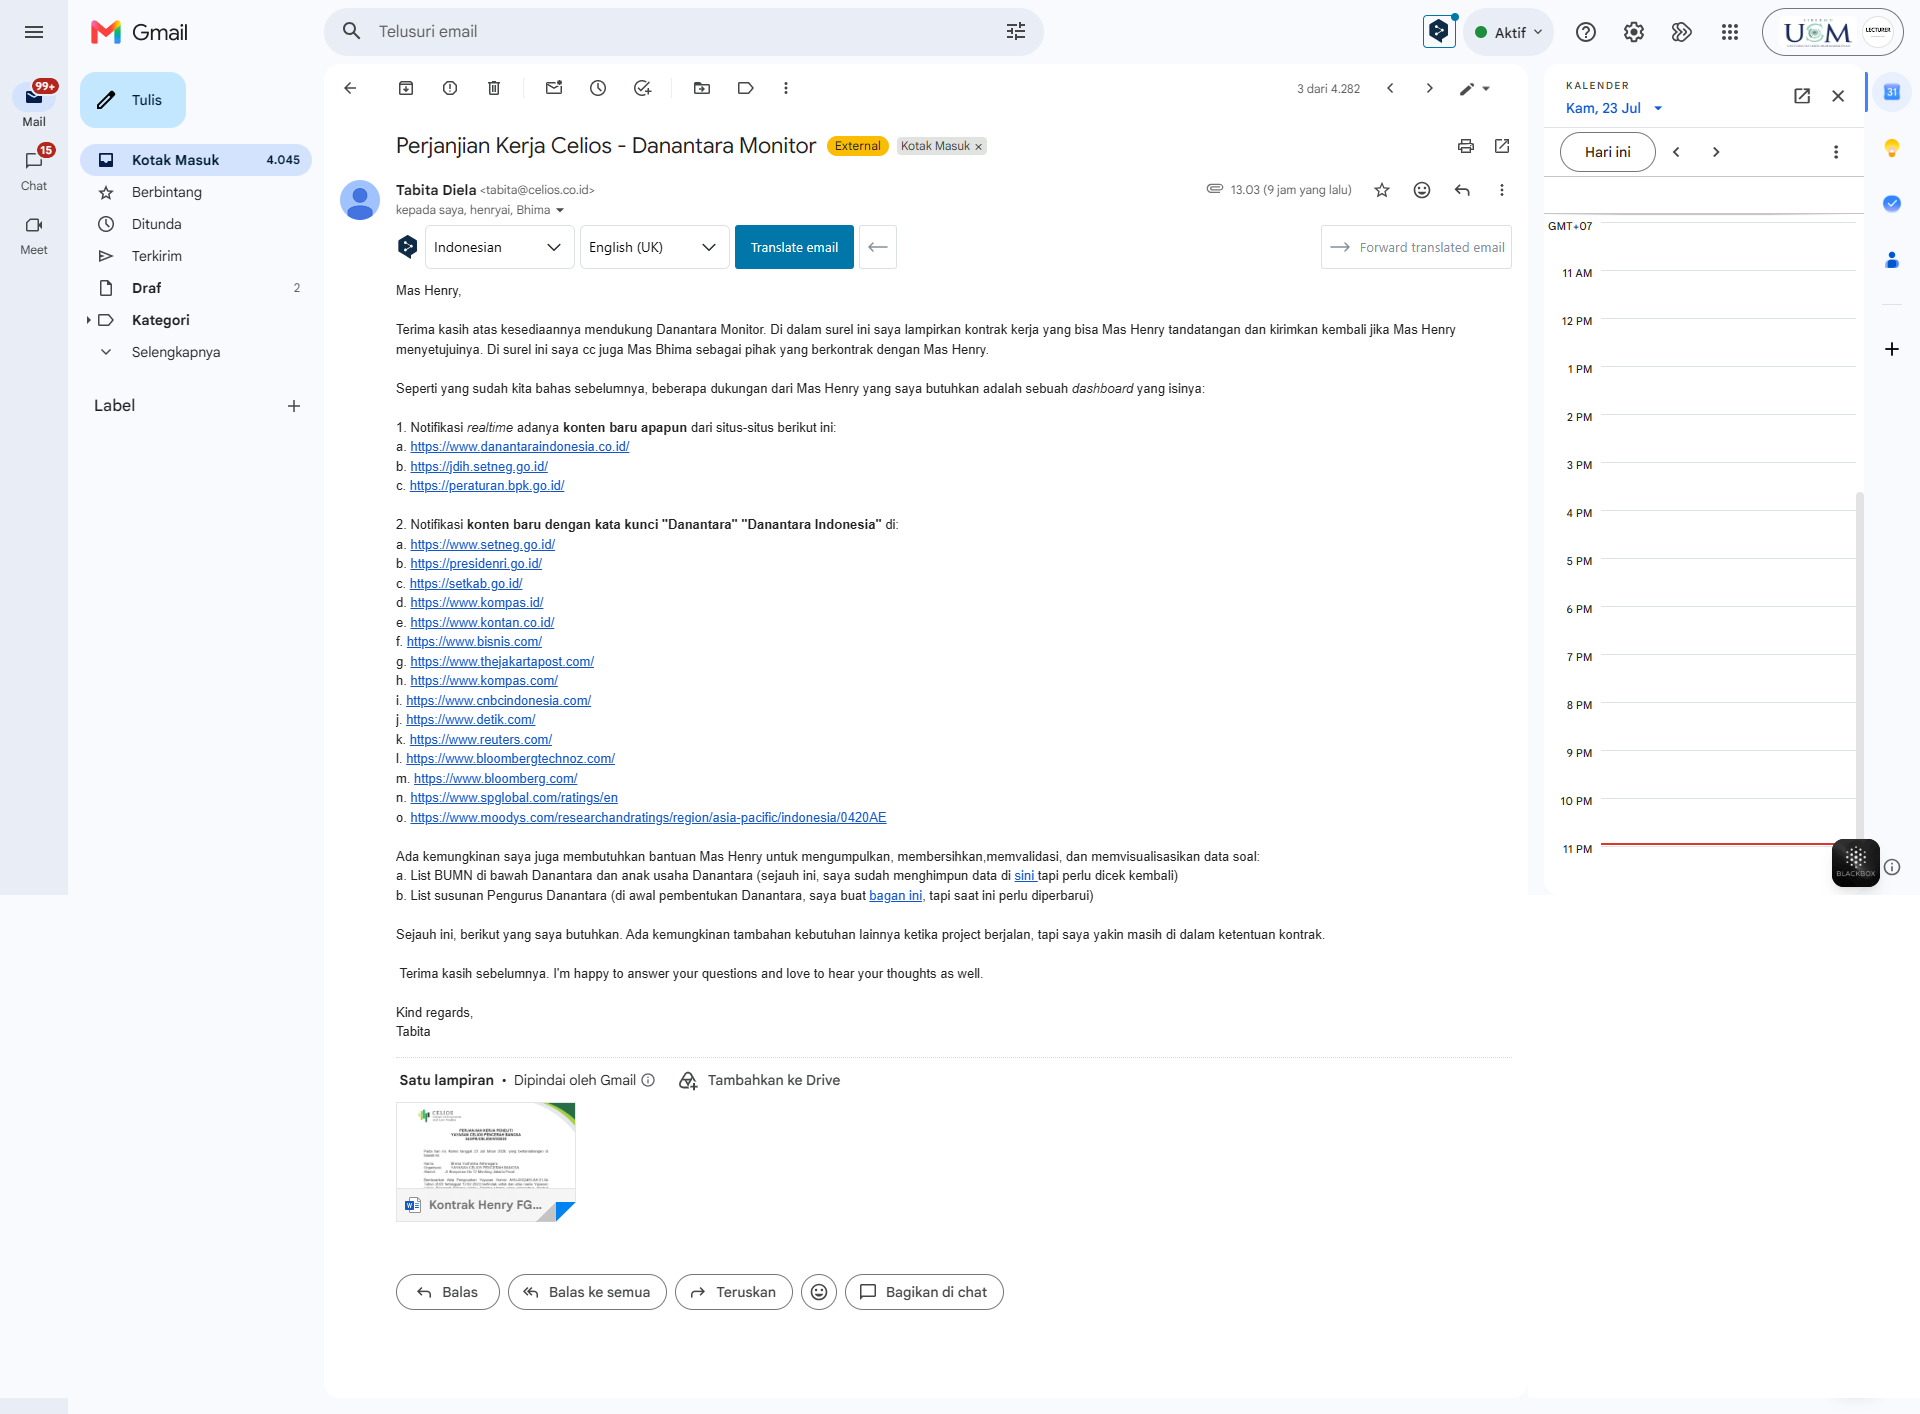 Gmail
Telusuri email
Aktif
UCM
LECTURER
99+
Mail
15
Chat
Meet
Tulis
Kotak Masuk 4.045
Berbintang
Ditunda
Terkirim
Draf 2
Kategori
Selengkapnya
Label
3 dari 4.282
Perjanjian Kerja Celios - Danantara Monitor External Kotak Masuk ×
Tabita Diela <tabita@celios.co.id> 13.03 (9 jam yang lalu)
kepada saya, henryai, Bhima
Indonesian English (UK) Translate email Forward translated email
Mas Henry,
Terima kasih atas kesediaannya mendukung Danantara Monitor. Di dalam surel ini saya lampirkan kontrak kerja yang bisa Mas Henry tandatangan dan kirimkan kembali jika Mas Henry
menyetujuinya. Di surel ini saya cc juga Mas Bhima sebagai pihak yang berkontrak dengan Mas Henry.
Seperti yang sudah kita bahas sebelumnya, beberapa dukungan dari Mas Henry yang saya butuhkan adalah sebuah dashboard yang isinya:
1. Notifikasi realtime adanya konten baru apapun dari situs-situs berikut ini:
a. https://www.danantaraindonesia.co.id/
b. https://jdih.setneg.go.id/
c. https://peraturan.bpk.go.id/
2. Notifikasi konten baru dengan kata kunci "Danantara" "Danantara Indonesia" di:
a. https://www.setneg.go.id/
b. https://presidenri.go.id/
c. https://setkab.go.id/
d. https://www.kompas.id/
e. https://www.kontan.co.id/
f. https://www.bisnis.com/
g. https://www.thejakartapost.com/
h. https://www.kompas.com/
i. https://www.cnbcindonesia.com/
j. https://www.detik.com/
k. https://www.reuters.com/
l. https://www.bloombergtechnoz.com/
m. https://www.bloomberg.com/
n. https://www.spglobal.com/ratings/en
o. https://www.moodys.com/researchandratings/region/asia-pacific/indonesia/0420AE
Ada kemungkinan saya juga membutuhkan bantuan Mas Henry untuk mengumpulkan, membersihkan,memvalidasi, dan memvisualisasikan data soal:
a. List BUMN di bawah Danantara dan anak usaha Danantara (sejauh ini, saya sudah menghimpun data di sini tapi perlu dicek kembali)
b. List susunan Pengurus Danantara (di awal pembentukan Danantara, saya buat bagan ini, tapi saat ini perlu diperbarui)
Sejauh ini, berikut yang saya butuhkan. Ada kemungkinan tambahan kebutuhan lainnya ketika project berjalan, tapi saya yakin masih di dalam ketentuan kontrak.
Terima kasih sebelumnya. I'm happy to answer your questions and love to hear your thoughts as well.
Kind regards,
Tabita
Satu lampiran • Dipindai oleh Gmail Tambahkan ke Drive
CELIOS
PERJANJIAN KERJA PENELITI
YAYASAN CELIOS PENCERAH BANGSA
Kontrak Henry FG...
Balas Balas ke semua Teruskan Bagikan di chat
KALENDER
Kam, 23 Jul
Hari ini
GMT+07
11 AM
12 PM
1 PM
2 PM
3 PM
4 PM
5 PM
6 PM
7 PM
8 PM
9 PM
10 PM
11 PM
31
BLACKBOX